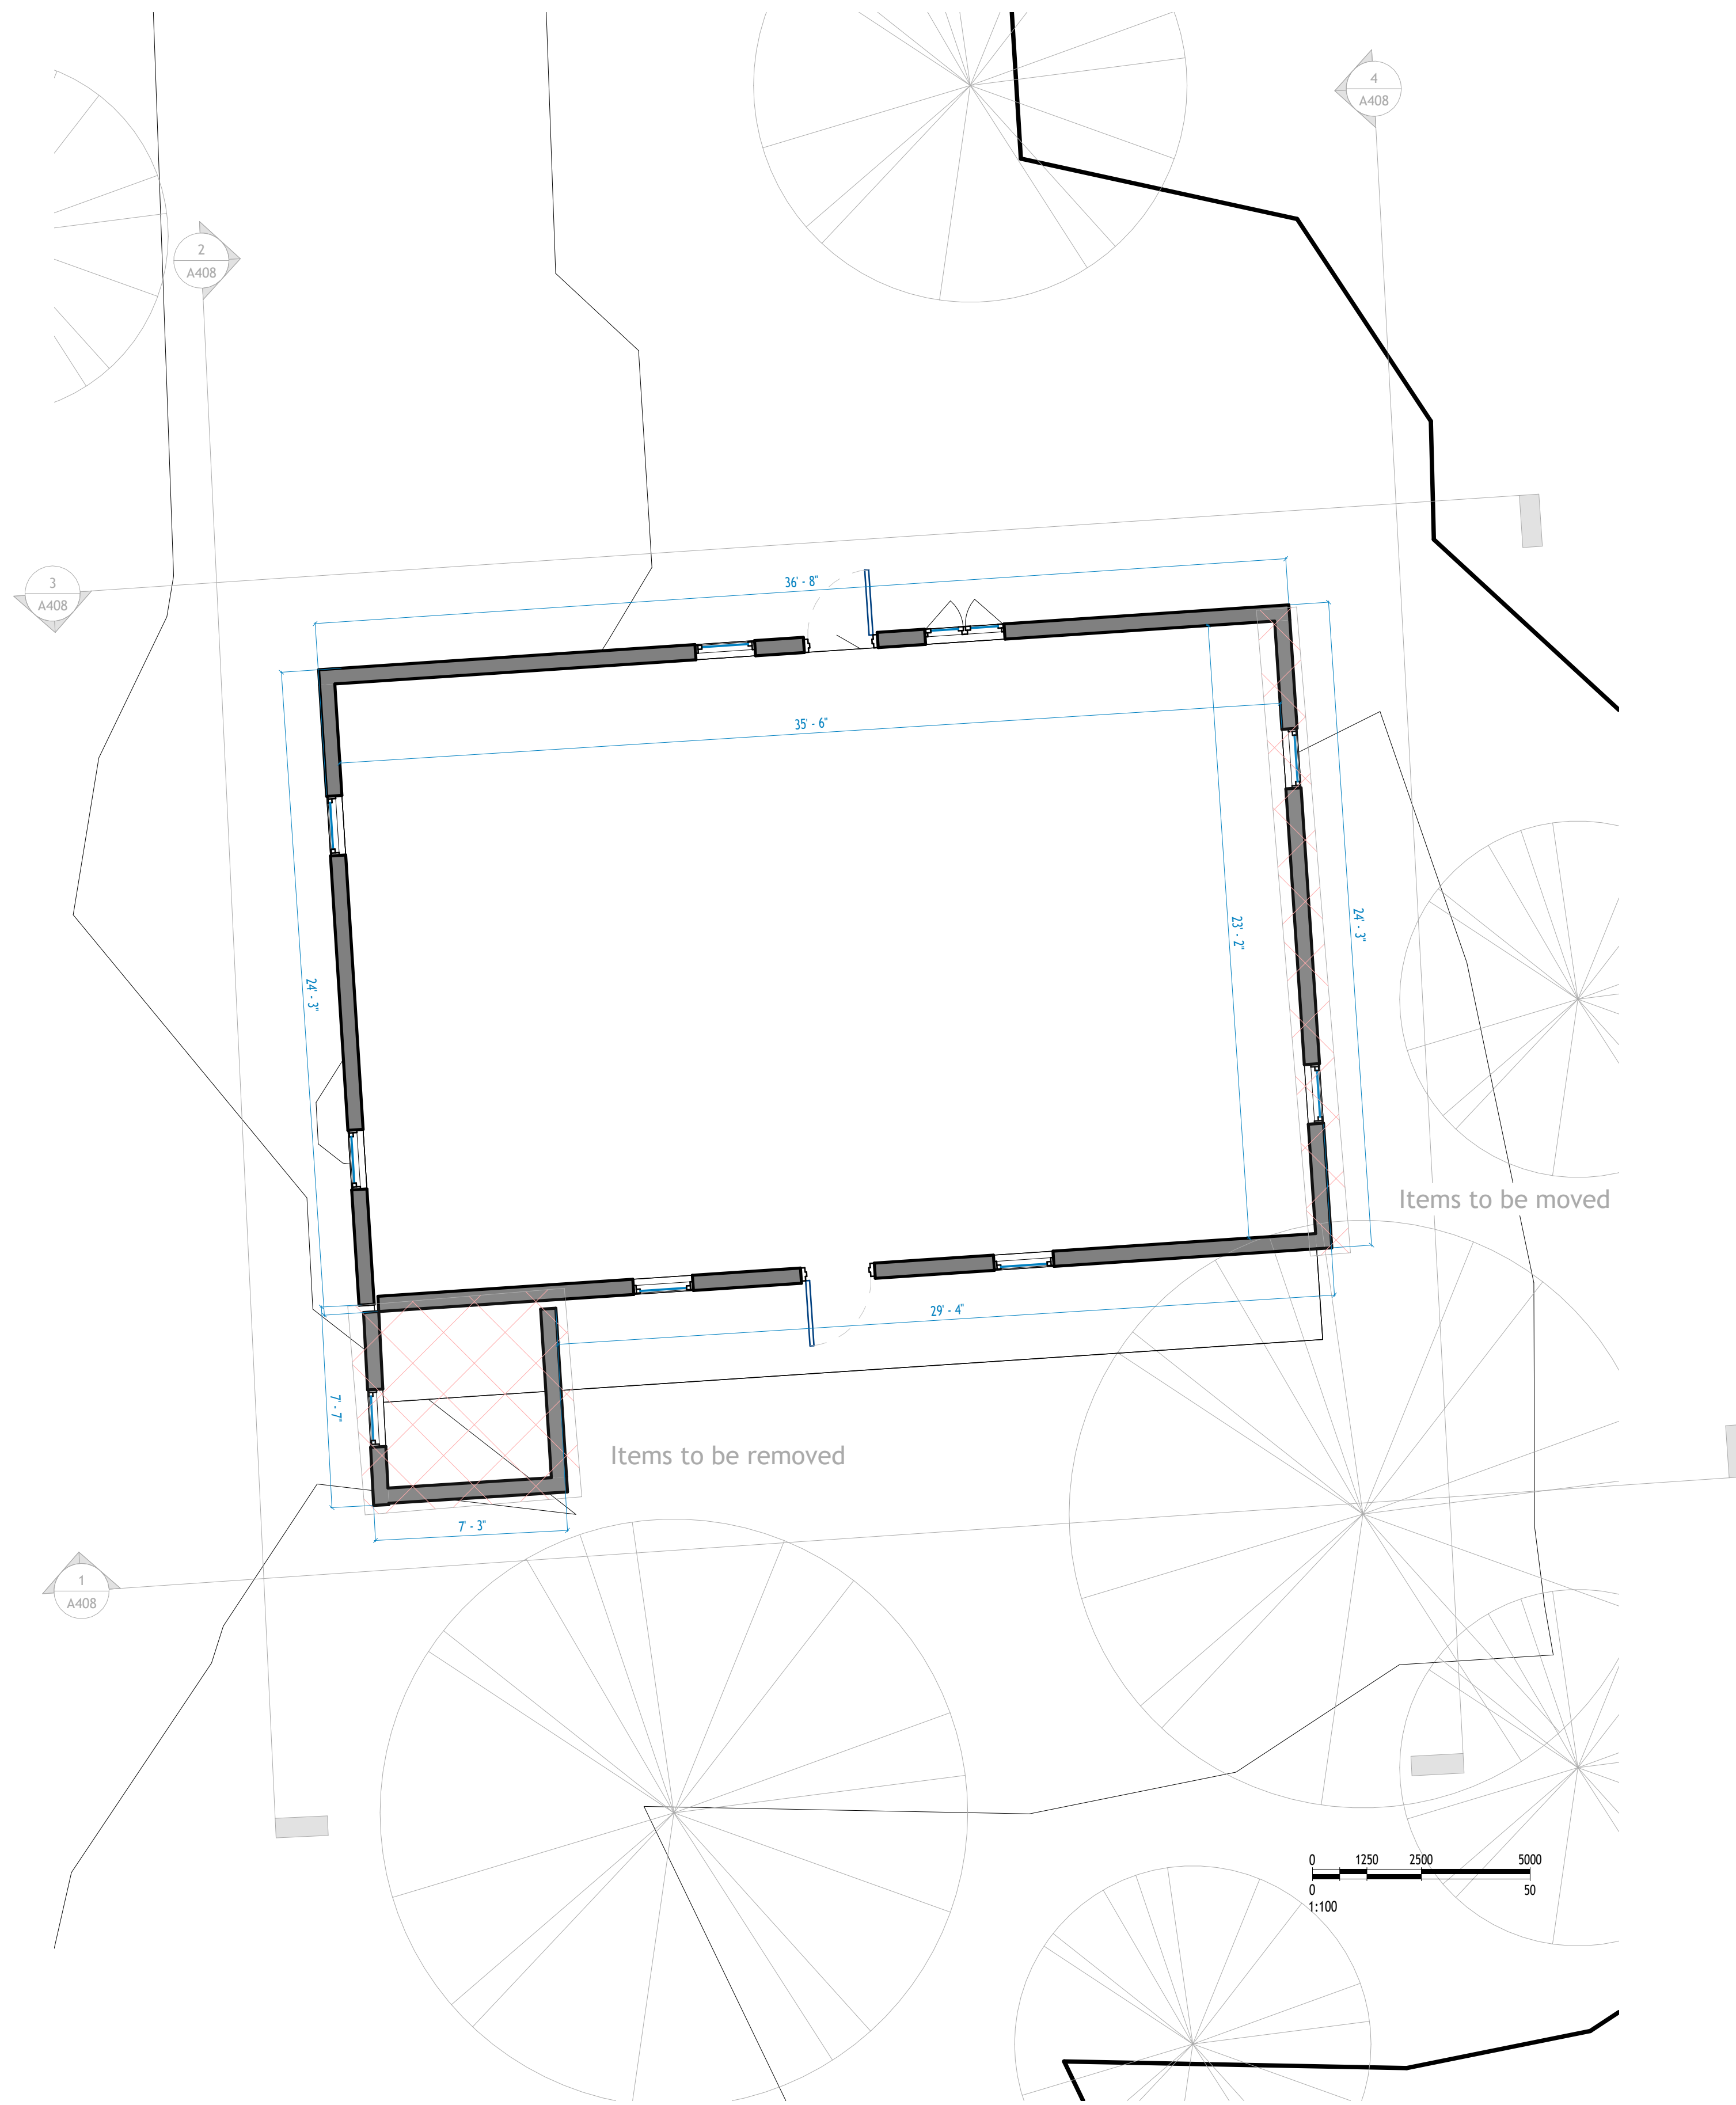 4
A408
2
A408
3
A408
36' - 8"
35' - 6"
24' - 3"
23' - 2"
24' - 3"
Items to be moved
29' - 4"
7' - 7"
Items to be removed
7' - 3"
1
A408
0 1250 2500 5000
0 50
1:100